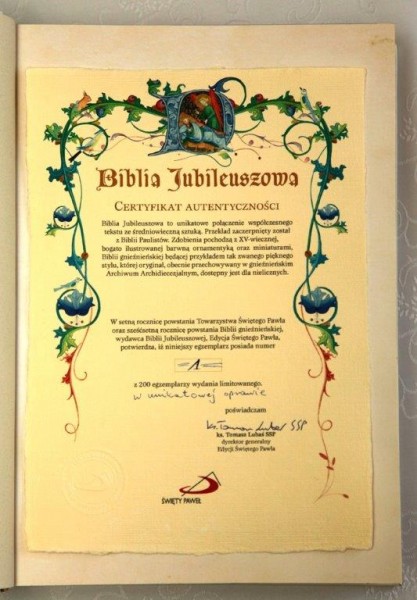 Biblia Jubileuszowa
CERTYFIKAT AUTENTYCZNOŚCI
Biblia Jubileuszowa to unikatowe połączenie współczesnego
tekstu ze średniowieczną sztuką. Przekład zaczerpnięty został
z Biblii Paulistów. Zdobienia pochodzą z XV-wiecznej,
bogato ilustrowanej barwną ornamentyką oraz miniaturami,
Biblii gnieźnieńskiej będącej przykładem tak zwanego pięknego
stylu, której oryginał, obecnie przechowywany w gnieźnieńskim
Archiwum Archidiecezjalnym, dostępny jest dla nielicznych.
W setną rocznicę powstania Towarzystwa Świętego Pawła
oraz sześćsetną rocznicę powstania Biblii gnieźnieńskiej,
wydawca Biblii Jubileuszowej, Edycja Świętego Pawła,
potwierdza, iż niniejszy egzemplarz posiada numer
z 200 egzemplarzy wydania limitowanego.
w unikatowej oprawie
poświadczam
ks. Tomasz Lubaś SSP
ks. Tomasz Lubaś SSP
dyrektor generalny
Edycji Świętego Pawła
ŚWIĘTY PAWEŁ